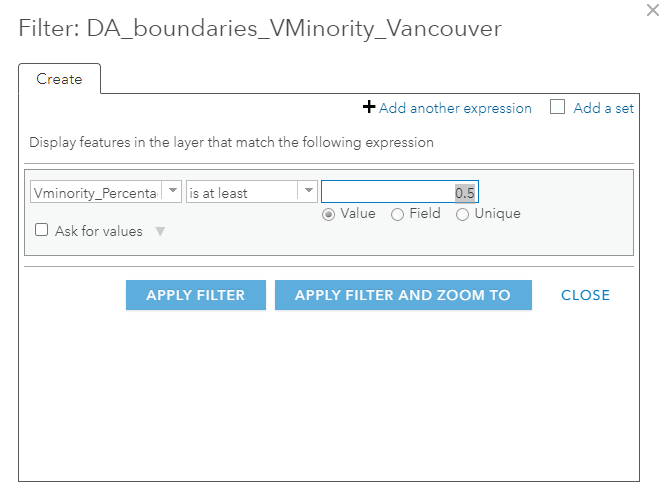 Filter: DA_boundaries_VMinority_Vancouver
Create
Add another expression Add a set
Display features in the layer that match the following expression
Vminority_Percenta is at least 0.5
Value Field Unique
Ask for values
APPLY FILTER APPLY FILTER AND ZOOM TO CLOSE